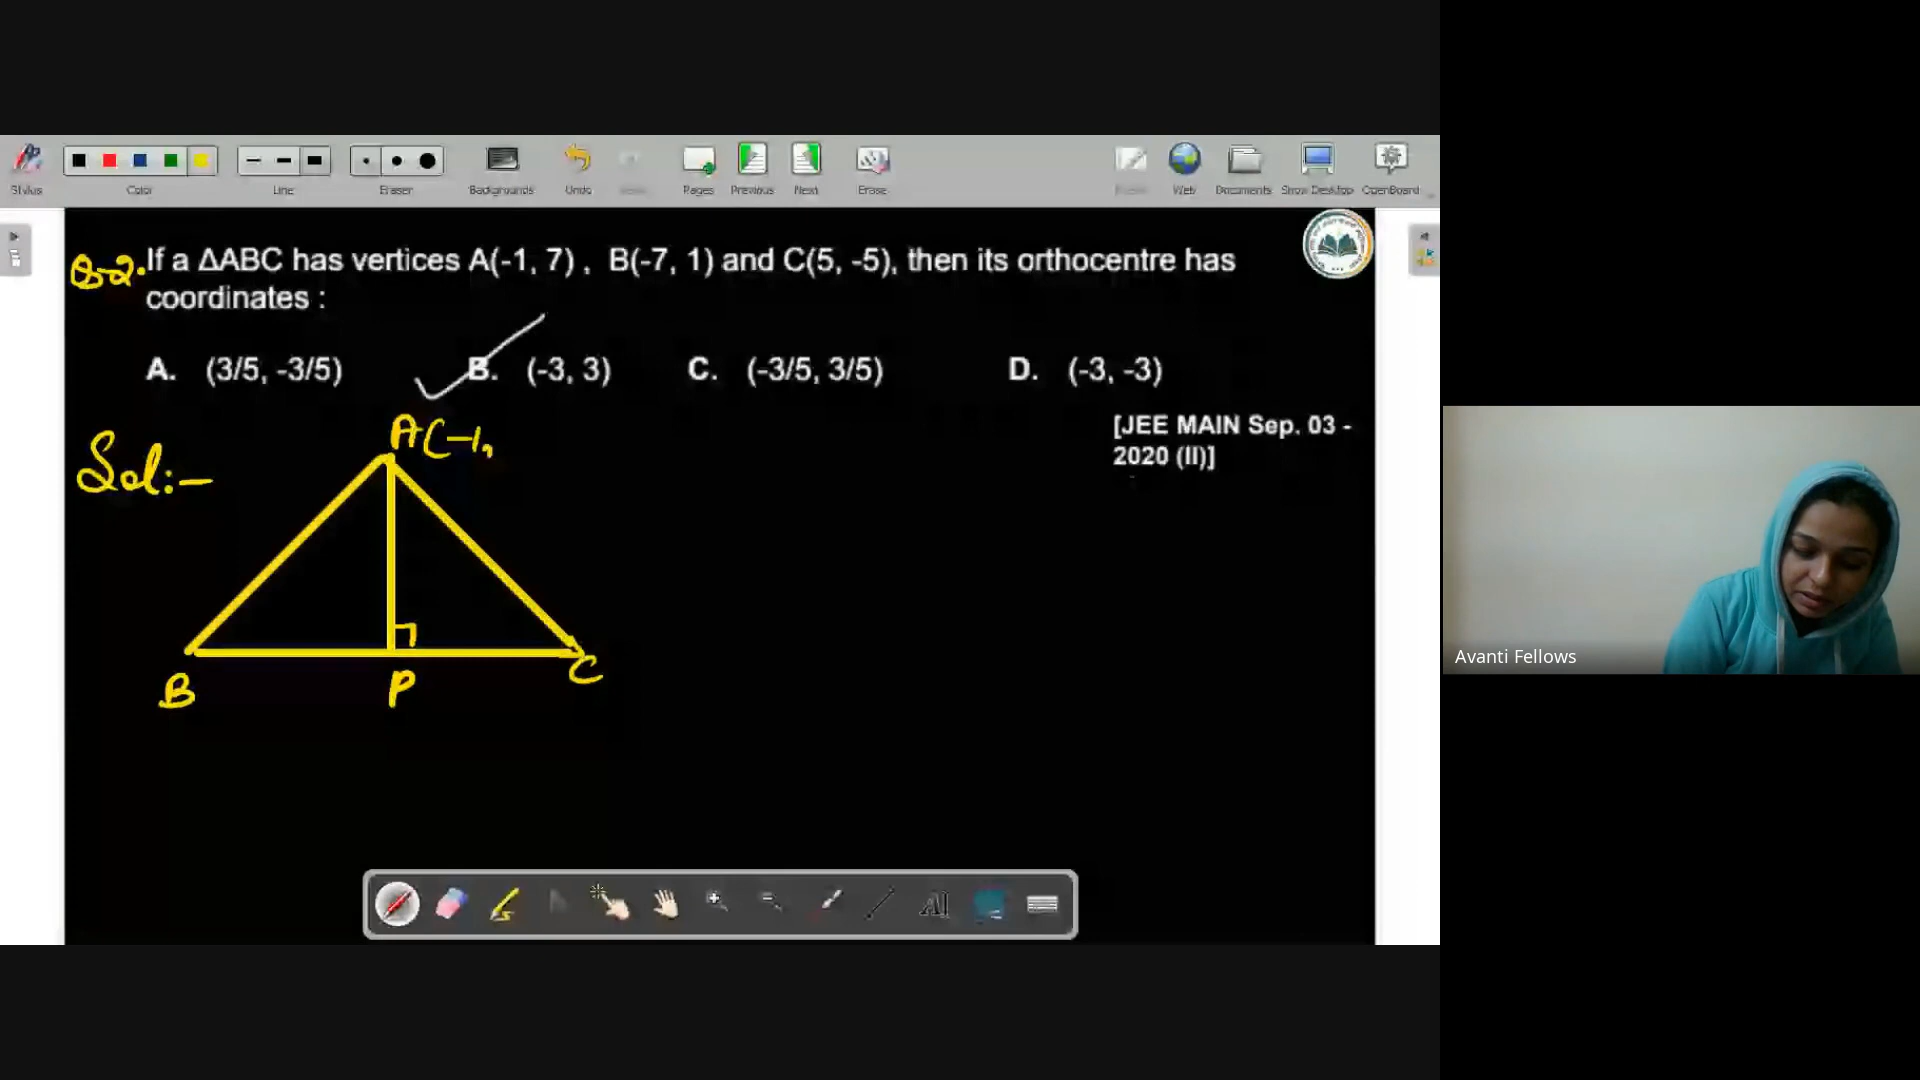 Stylus
Color
Line
Eraser
Backgrounds
Undo
Pages
Previous
Next
Erase
Web
Documents
Show Desktop
OpenBoard
Q-2. If a ΔABC has vertices A(-1, 7) , B(-7, 1) and C(5, -5), then its orthocentre has
coordinates :
A. (3/5, -3/5) B. (-3, 3) C. (-3/5, 3/5) D. (-3, -3)
[JEE MAIN Sep. 03 -
2020 (II)]
Sol:-
A(-1,
B
P
C
Avanti Fellows